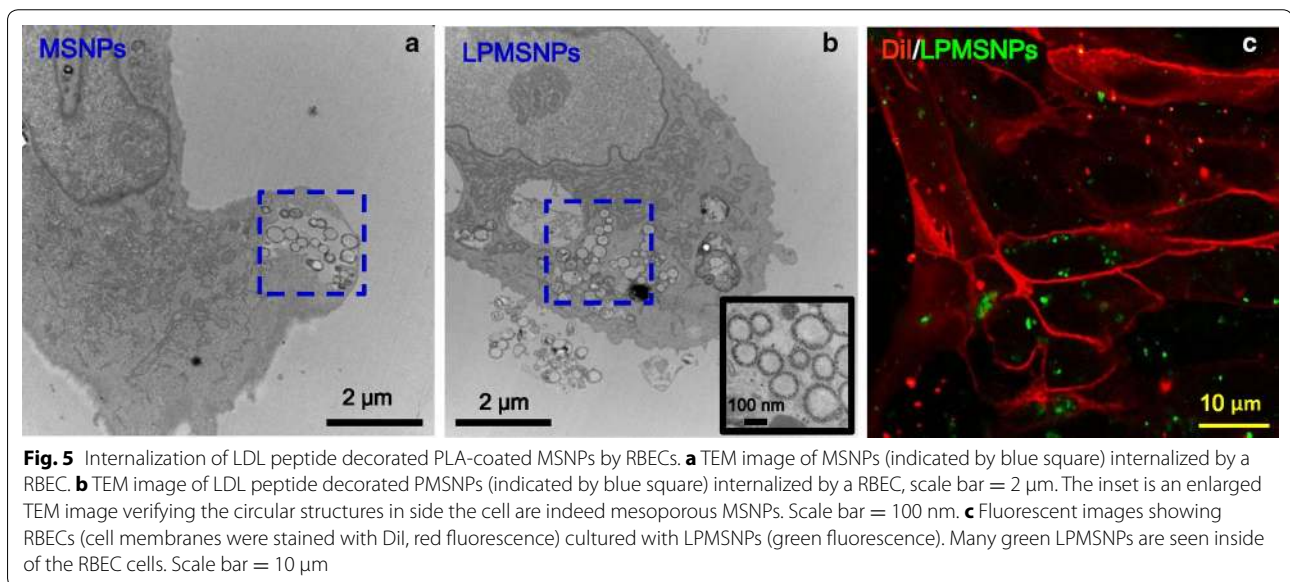 MSNPs
a
2 µm
LPMSNPs
b
2 µm
100 nm
DiI/LPMSNPs
c
10 µm
Fig. 5 Internalization of LDL peptide decorated PLA-coated MSNPs by RBECs. a TEM image of MSNPs (indicated by blue square) internalized by a
RBEC. b TEM image of LDL peptide decorated PMSNPs (indicated by blue square) internalized by a RBEC, scale bar = 2 µm. The inset is an enlarged
TEM image verifying the circular structures in side the cell are indeed mesoporous MSNPs. Scale bar = 100 nm. c Fluorescent images showing
RBECs (cell membranes were stained with DiI, red fluorescence) cultured with LPMSNPs (green fluorescence). Many green LPMSNPs are seen inside
of the RBEC cells. Scale bar = 10 µm